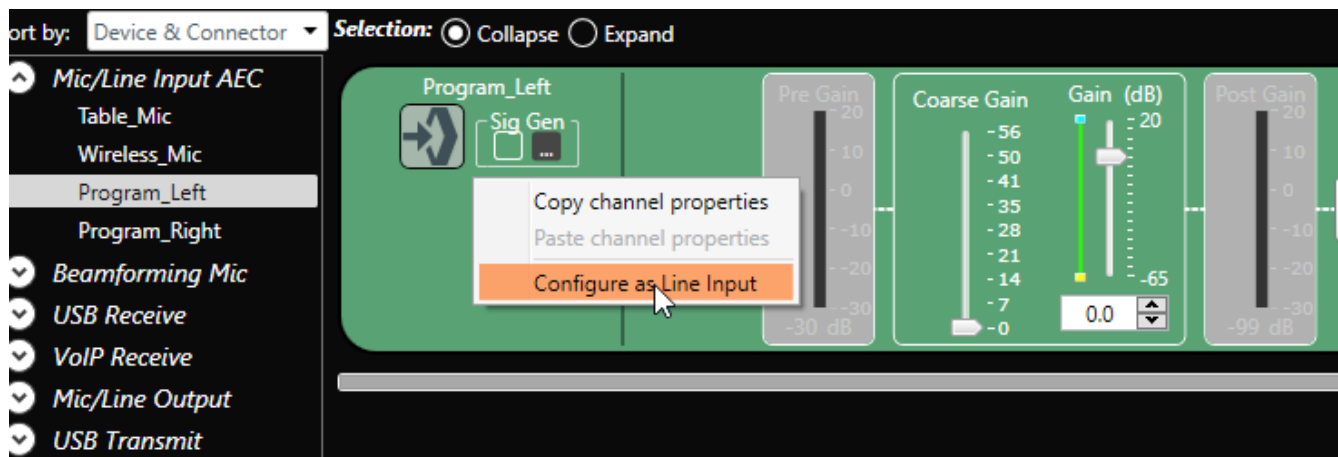 ort by: Device & Connector Selection: Collapse Expand
Mic/Line Input AEC
Table_Mic
Wireless_Mic
Program_Left
Program_Right
Beamforming Mic
USB Receive
VoIP Receive
Mic/Line Output
USB Transmit
Program_Left
Sig Gen
...
Copy channel properties
Paste channel properties
Configure as Line Input
Pre Gain
20
10
0
-10
-20
-30
-30 dB
Coarse Gain
-56
-50
-41
-35
-28
-21
-14
-7
-0
Gain (dB)
20
-65
0.0
Post Gain
20
10
0
-10
-20
-30
-99 dB